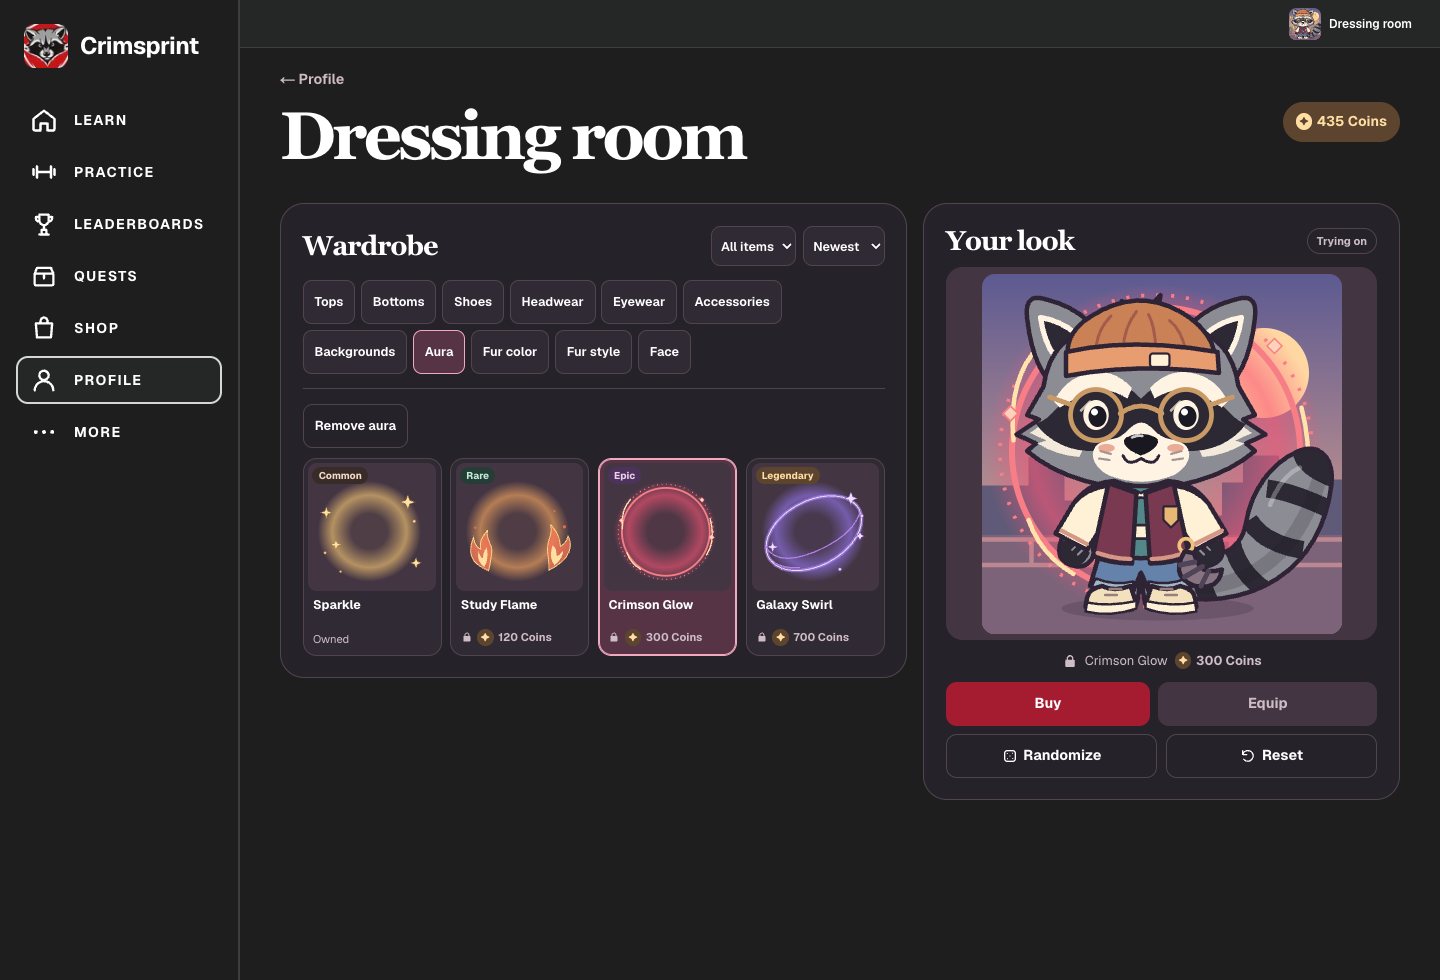 Crimsprint
Dressing room
LEARN
PRACTICE
LEADERBOARDS
QUESTS
SHOP
PROFILE
MORE
← Profile
Dressing room
435 Coins
Wardrobe
All items
Newest
Tops
Bottoms
Shoes
Headwear
Eyewear
Accessories
Backgrounds
Aura
Fur color
Fur style
Face
Remove aura
Common
Sparkle
Owned
Rare
Study Flame
120 Coins
Epic
Crimson Glow
300 Coins
Legendary
Galaxy Swirl
700 Coins
Your look
Trying on
Crimson Glow 300 Coins
Buy
Equip
Randomize
Reset